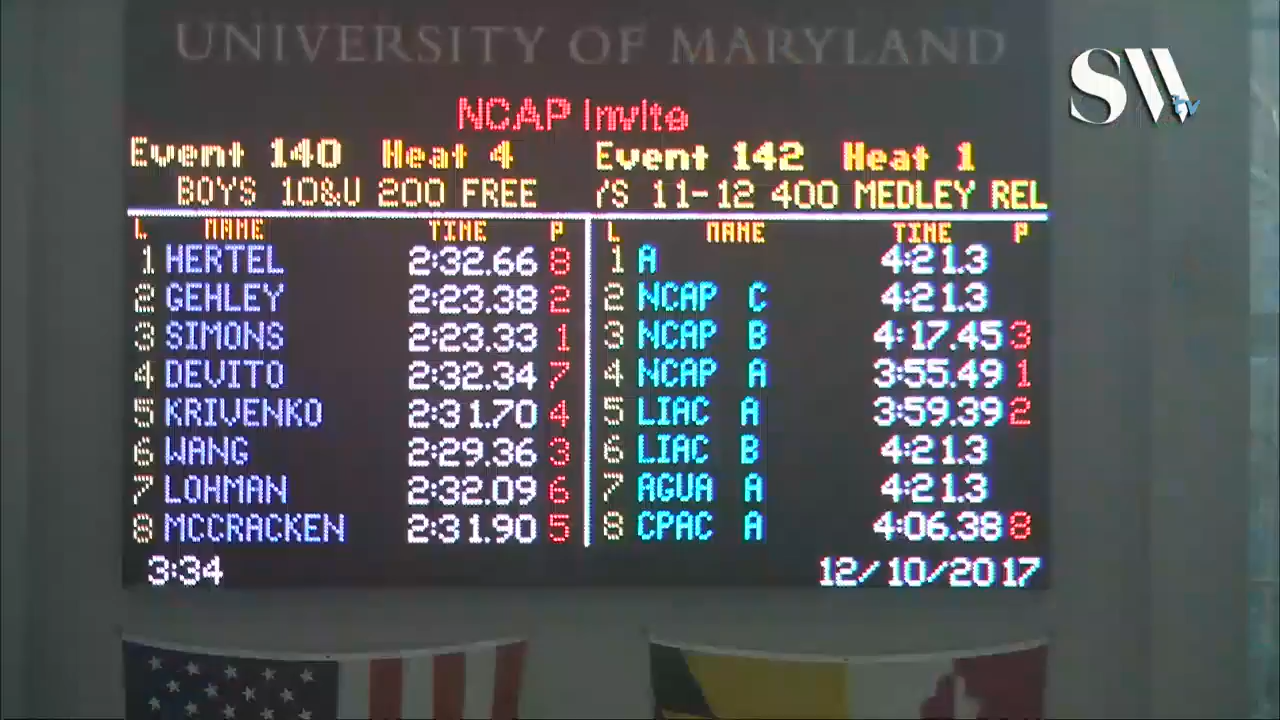 UNIVERSITY OF MARYLAND
SW tv
NCAP Invite
Event 140 Heat 4
BOYS 10&U 200 FREE
L NAME TIME P
1 HERTEL 2:32.66 8
2 GEHLEY 2:23.38 2
3 SIMONS 2:23.33 1
4 DEVITO 2:32.34 7
5 KRIVENKO 2:31.70 4
6 WANG 2:29.36 3
7 LOHMAN 2:32.09 6
8 MCCRACKEN 2:31.90 5
3:34
Event 142 Heat 1
/S 11-12 400 MEDLEY REL
L NAME TIME P
1 A 4:21.3
2 NCAP C 4:21.3
3 NCAP B 4:17.45 3
4 NCAP A 3:55.49 1
5 LIAC A 3:59.39 2
6 LIAC B 4:21.3
7 AGUA A 4:21.3
8 CPAC A 4:06.38 8
12/10/2017